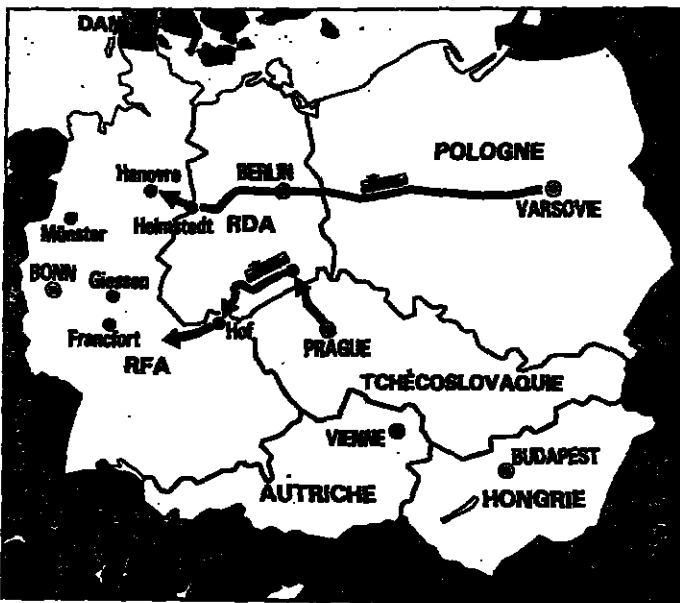 DAN
POLOGNE
Hanovre
BERLIN
VARSOVIE
Helmstedt
RDA
Münster
BONN
Giessen
Francfort
Hof
PRAGUE
RFA
TCHÉCOSLOVAQUIE
VIENNE
BUDAPEST
AUTRICHE
HONGRIE